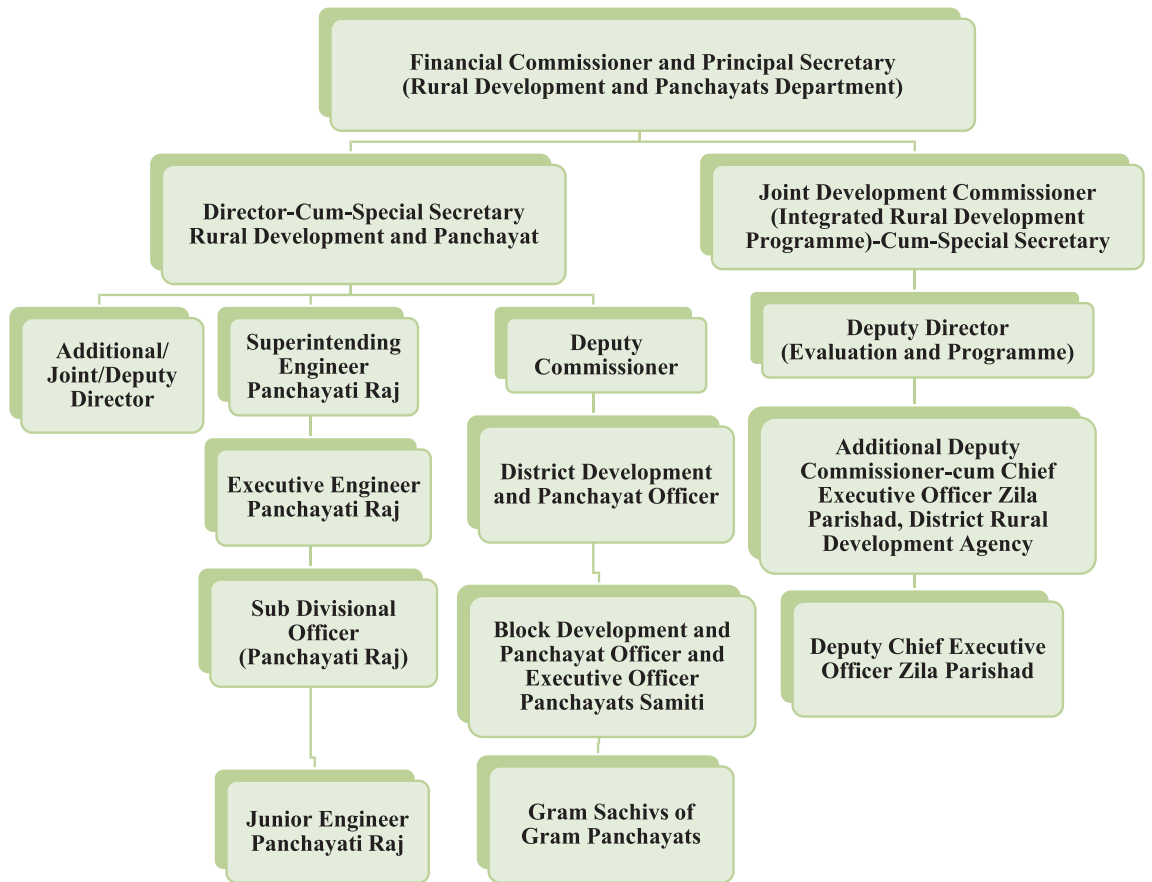 Financial Commissioner and Principal Secretary
(Rural Development and Panchayats Department)
Director-Cum-Special Secretary
Rural Development and Panchayat
Joint Development Commissioner
(Integrated Rural Development
Programme)-Cum-Special Secretary
Additional/
Joint/Deputy
Director
Superintending
Engineer
Panchayati Raj
Deputy
Commissioner
Deputy Director
(Evaluation and Programme)
Executive Engineer
Panchayati Raj
District Development
and Panchayat Officer
Additional Deputy
Commissioner-cum Chief
Executive Officer Zila
Parishad, District Rural
Development Agency
Sub Divisional
Officer
(Panchayati Raj)
Block Development and
Panchayat Officer and
Executive Officer
Panchayats Samiti
Deputy Chief Executive
Officer Zila Parishad
Junior Engineer
Panchayati Raj
Gram Sachivs of
Gram Panchayats